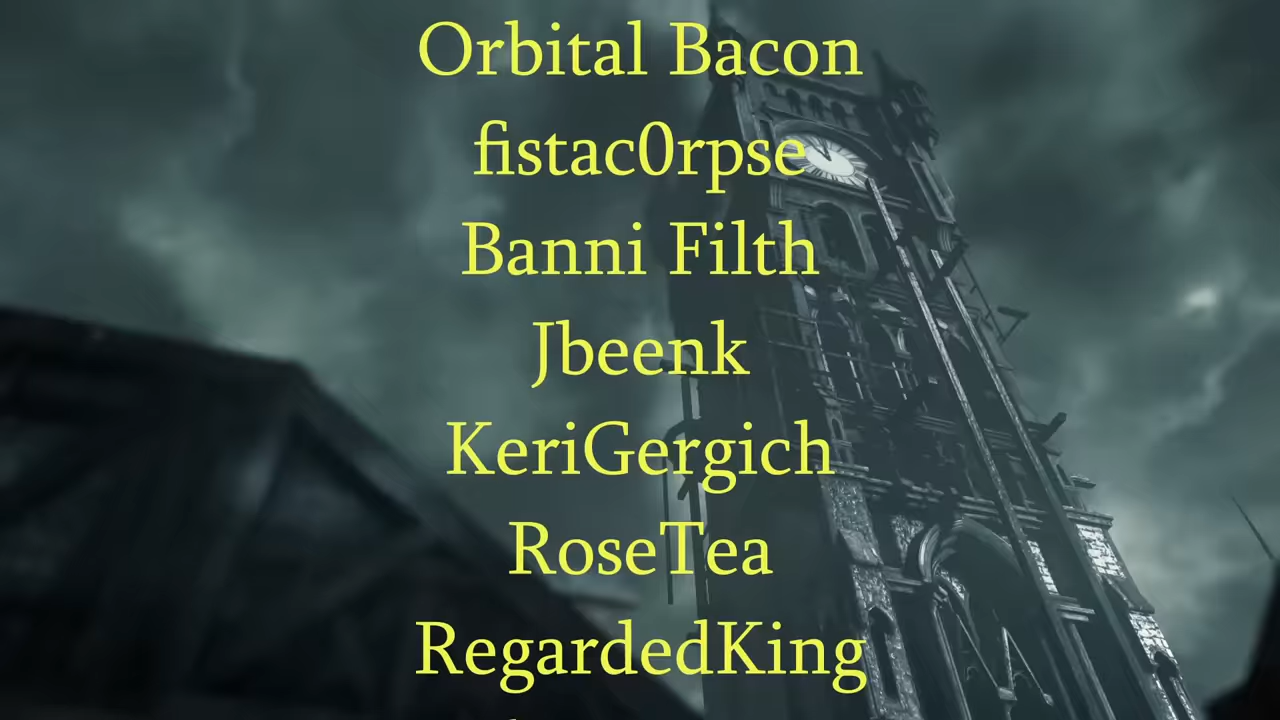 Orbital Bacon
fistac0rpse
Banni Filth
Jbeenk
KeriGergich
RoseTea
RegardedKing